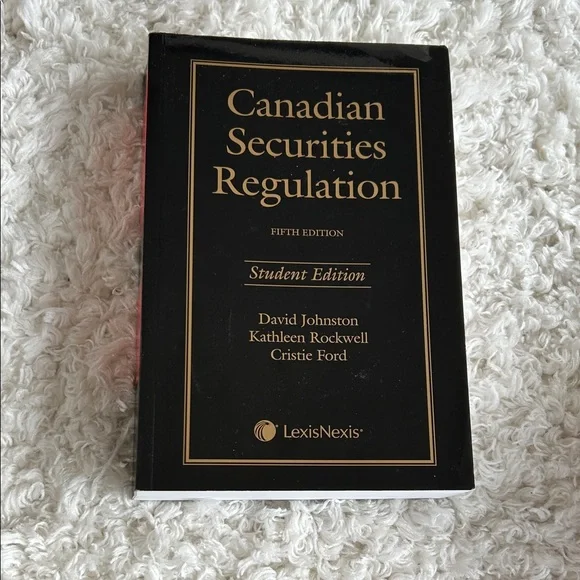 Canadian
Securities
Regulation
FIFTH EDITION
Student Edition
David Johnston
Kathleen Rockwell
Cristie Ford
LexisNexis®